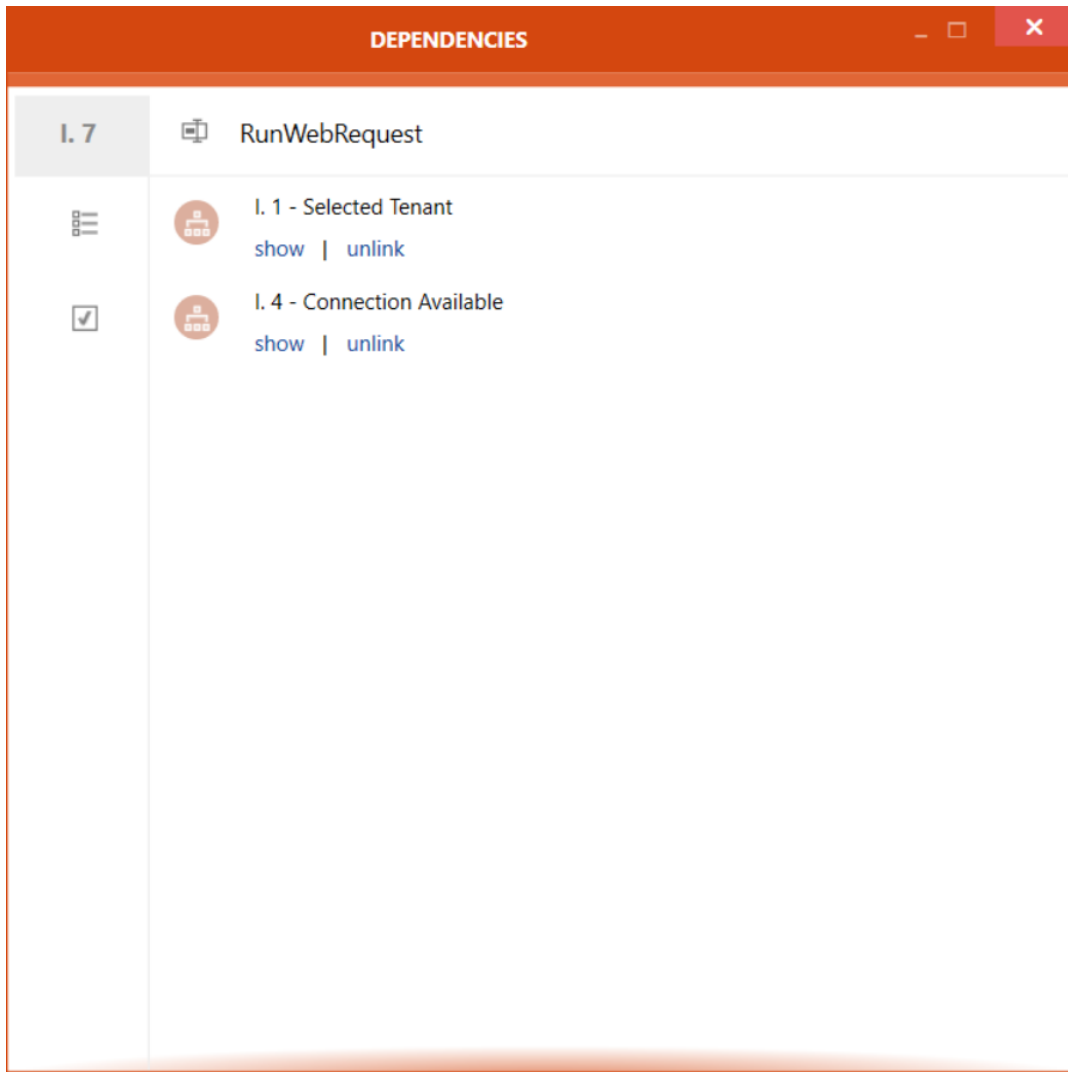 DEPENDENCIES
I. 7 RunWebRequest
I. 1 - Selected Tenant
show | unlink
I. 4 - Connection Available
show | unlink